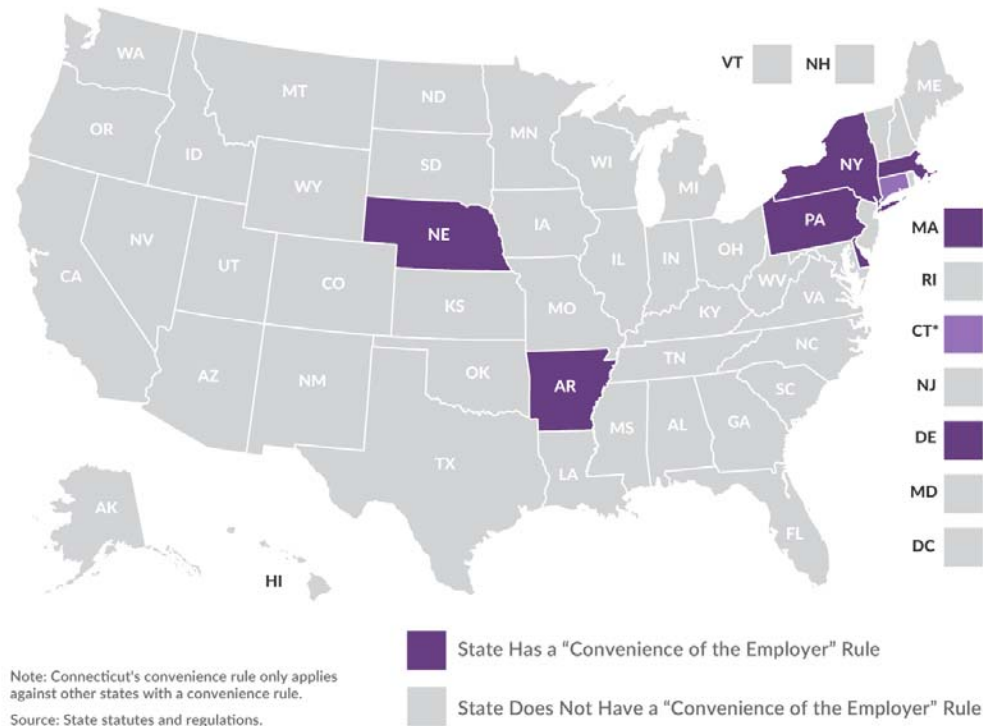 WA
MT
ND
MN
VT
NH
ME
OR
ID
SD
WI
NY
WY
MI
PA
MA
NE
IA
NV
OH
RI
UT
IL
IN
CA
CO
WV
KS
MO
VA
CT*
KY
NC
NJ
TN
AZ
OK
NM
AR
SC
DE
MS
AL
GA
TX
LA
MD
AK
FL
DC
HI
State Has a “Convenience of the Employer” Rule
Note: Connecticut's convenience rule only applies
against other states with a convenience rule.
Source: State statutes and regulations.
State Does Not Have a “Convenience of the Employer” Rule